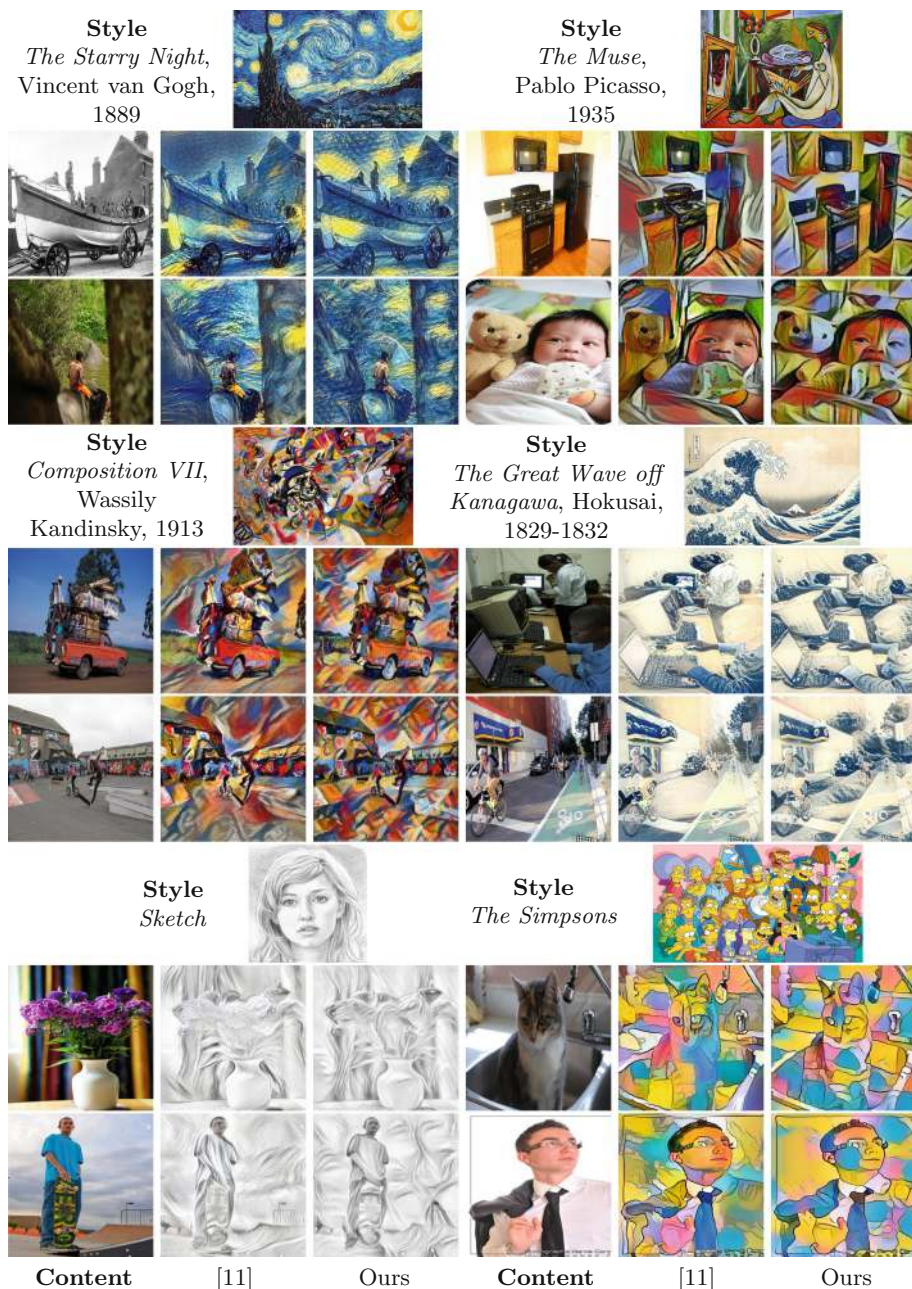 Style
The Starry Night,
Vincent van Gogh,
1889
Style
The Muse,
Pablo Picasso,
1935
Style
Composition VII,
Wassily
Kandinsky, 1913
Style
The Great Wave off
Kanagawa, Hokusai,
1829-1832
Style
Sketch
Style
The Simpsons
Content [11] Ours Content [11] Ours